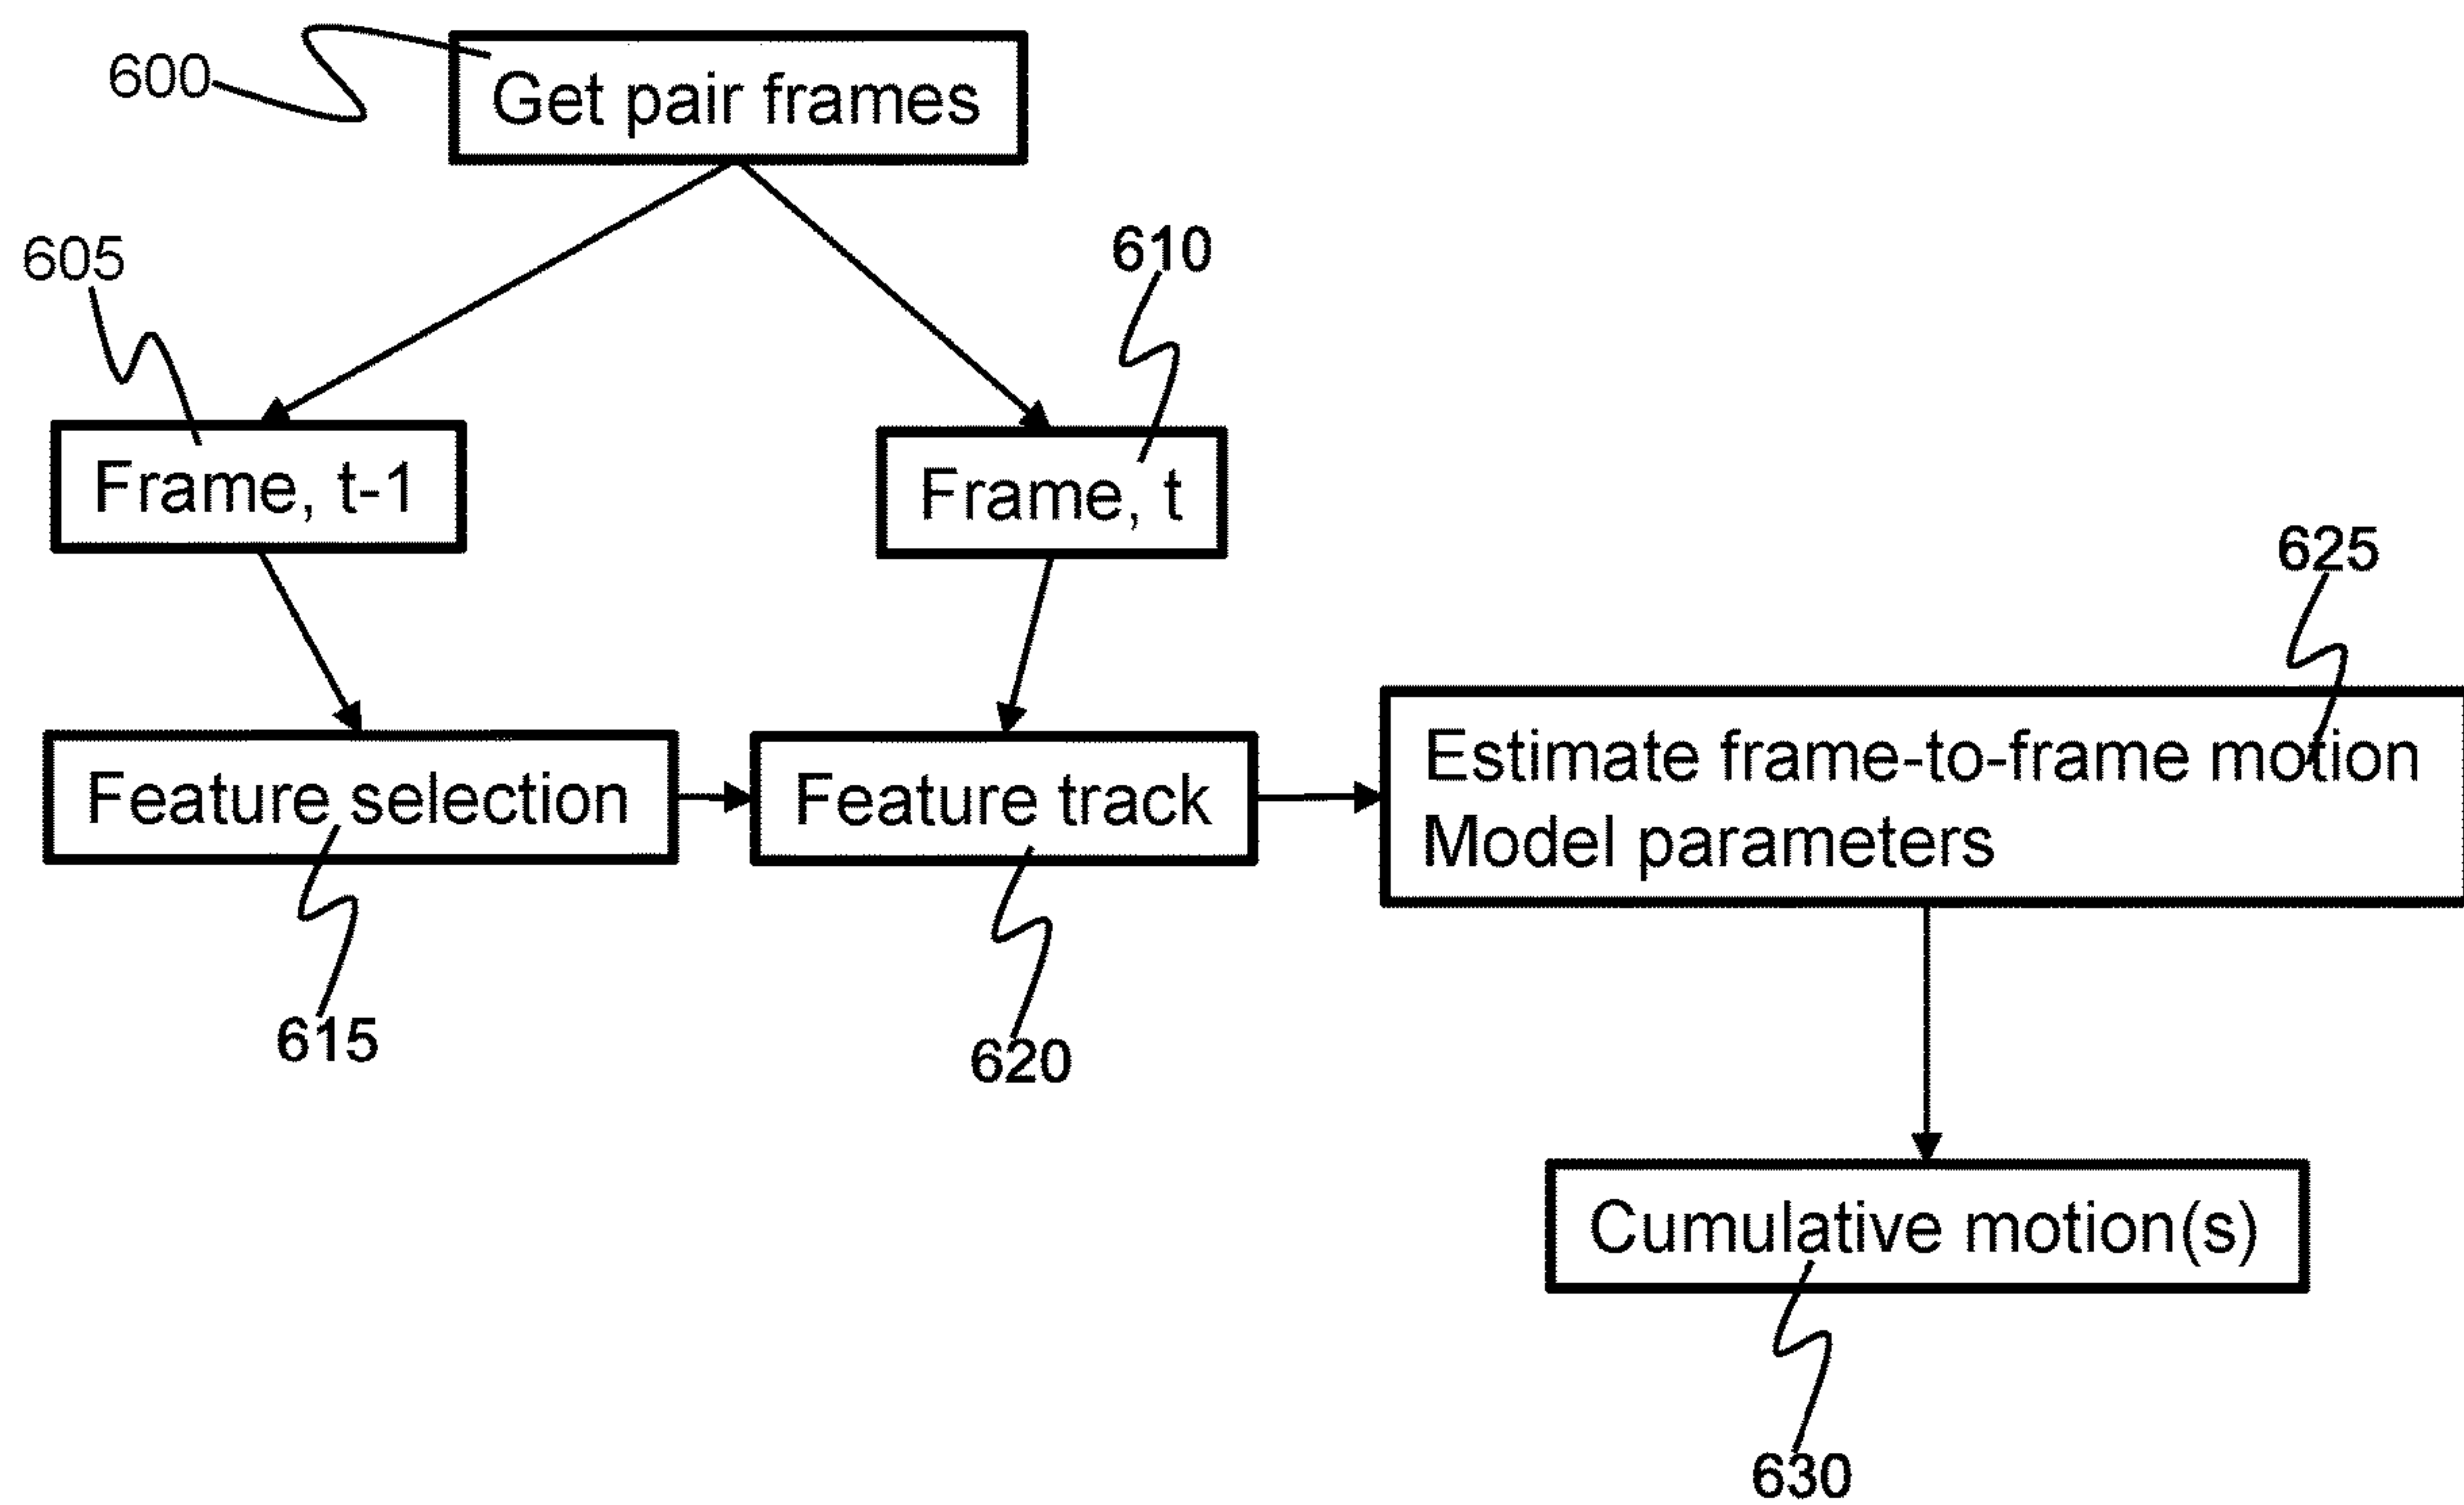 600
Get pair frames
605
610
Frame, t-1
Frame, t
625
Feature selection
Feature track
Estimate frame-to-frame motion
Model parameters
615
620
Cumulative motion(s)
630